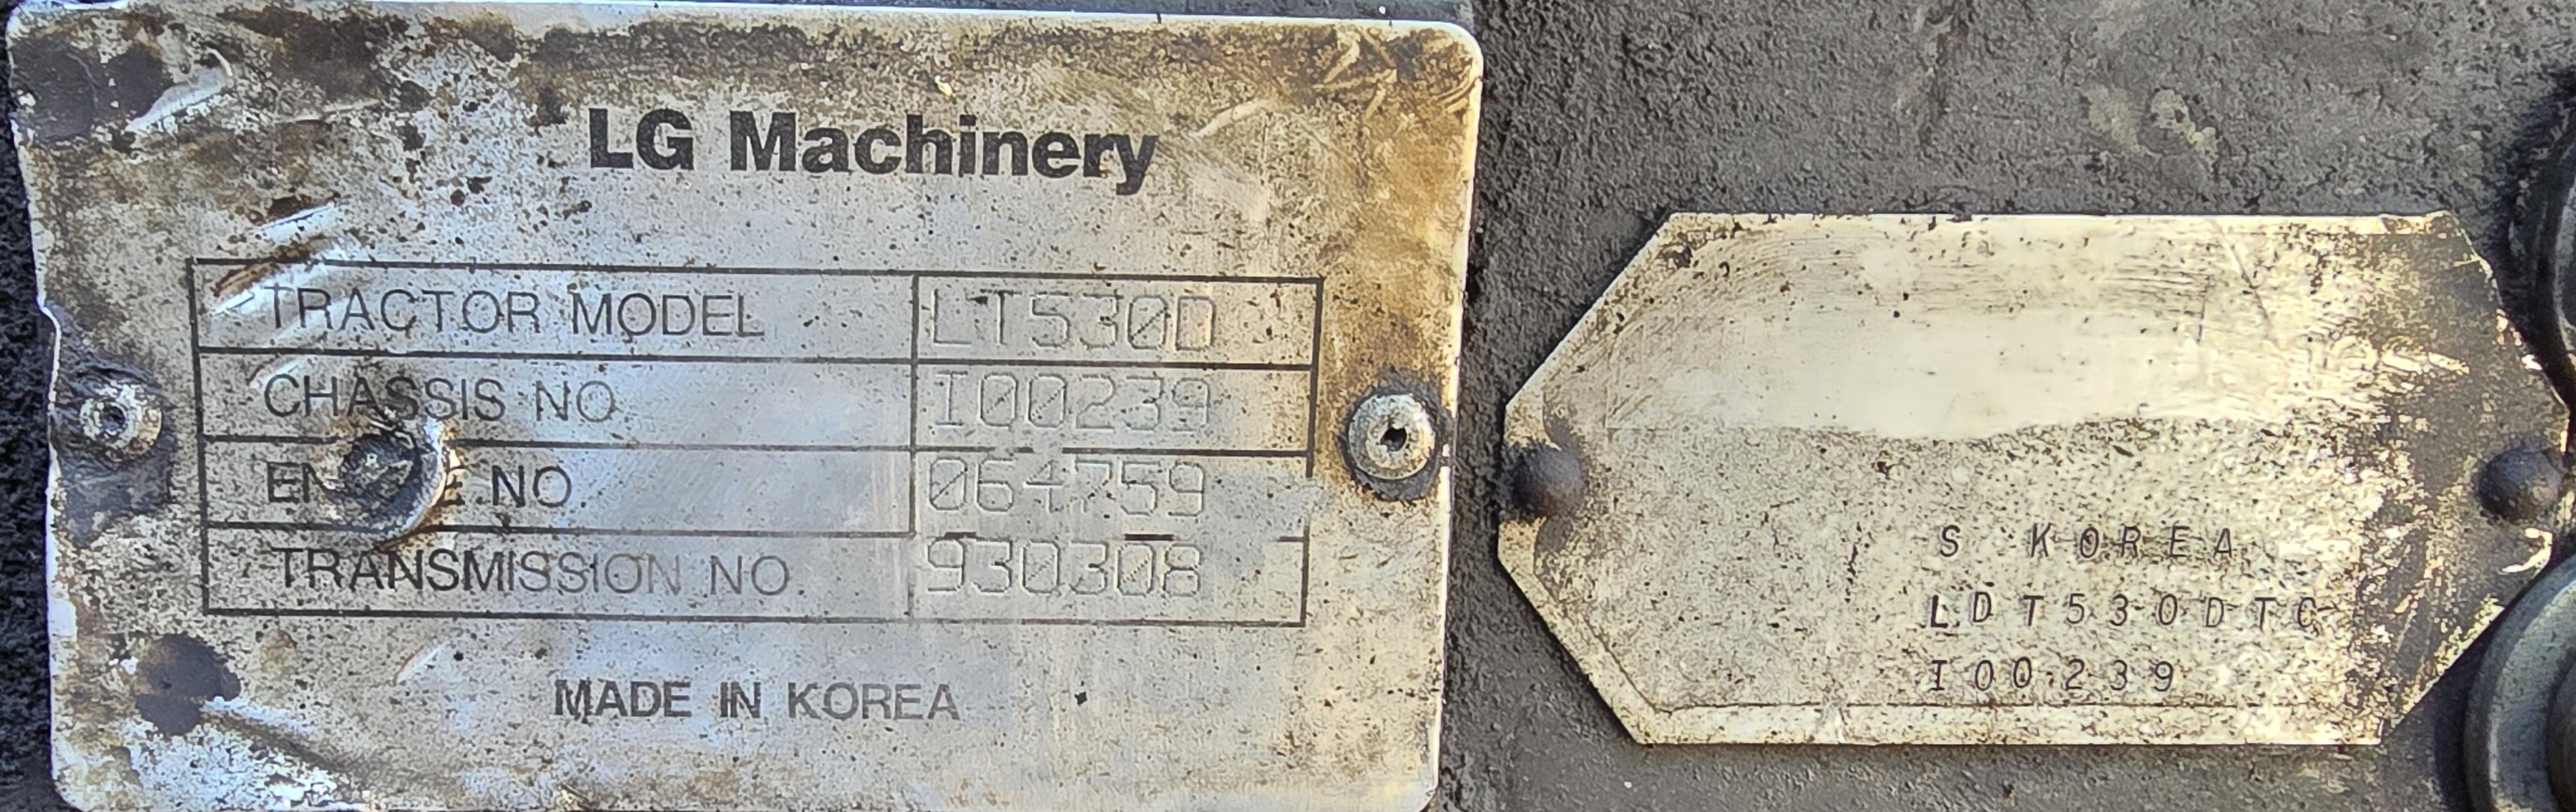 LG Machinery
TRACTOR MODEL LT530D
CHASSIS NO I00239
NO 064759
TRANSMISSION NO. 930308
MADE IN KOREA
S KOREA
LDT530DTC
I00239